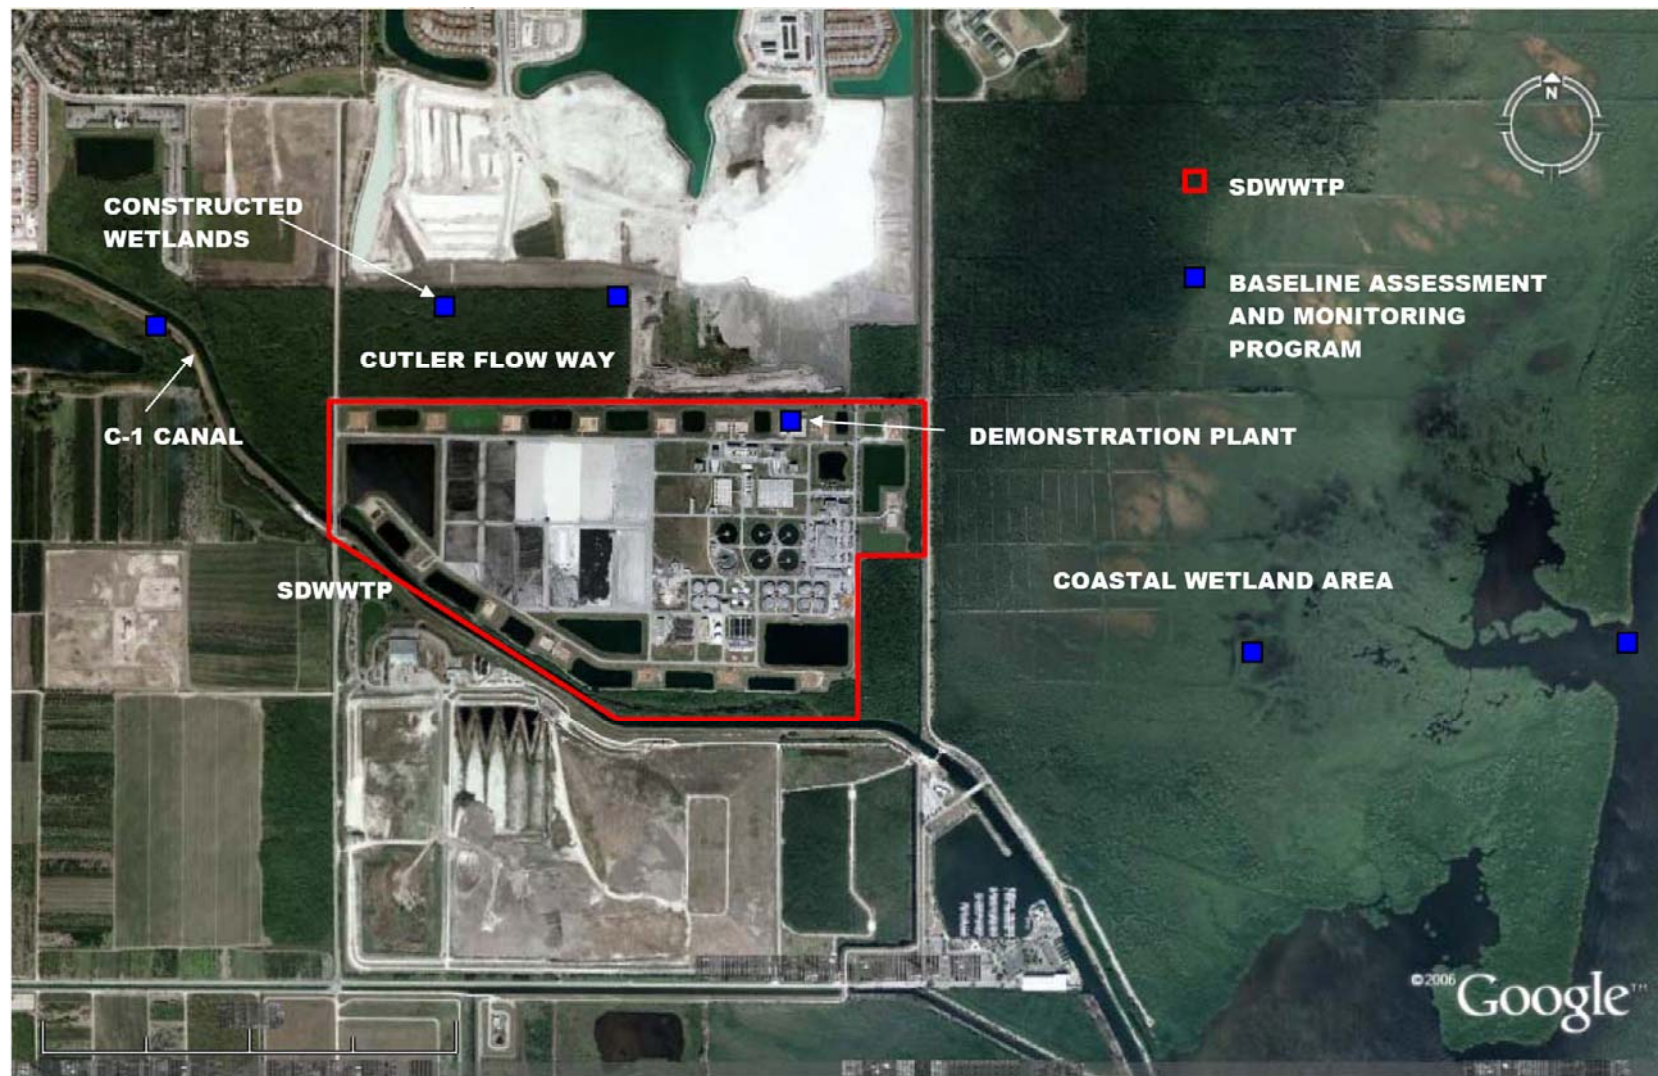 N
SDWWTP
CONSTRUCTED
WETLANDS
BASELINE ASSESSMENT
AND MONITORING
PROGRAM
CUTLER FLOW WAY
C-1 CANAL
DEMONSTRATION PLANT
SDWWTP
COASTAL WETLAND AREA
©2006 Google™